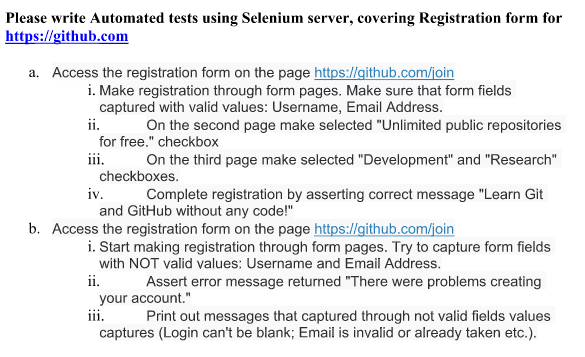 Please write Automated tests using Selenium server, covering Registration form for
https://github.com
a. Access the registration form on the page https://github.com/join
i. Make registration through form pages. Make sure that form fields
captured with valid values: Username, Email Address.
ii. On the second page make selected "Unlimited public repositories
for free." checkbox
iii. On the third page make selected "Development" and "Research"
checkboxes.
iv. Complete registration by asserting correct message "Learn Git
and GitHub without any code!"
b. Access the registration form on the page https://github.com/join
i. Start making registration through form pages. Try to capture form fields
with NOT valid values: Username and Email Address.
ii. Assert error message returned "There were problems creating
your account."
iii. Print out messages that captured through not valid fields values
captures (Login can't be blank; Email is invalid or already taken etc.).